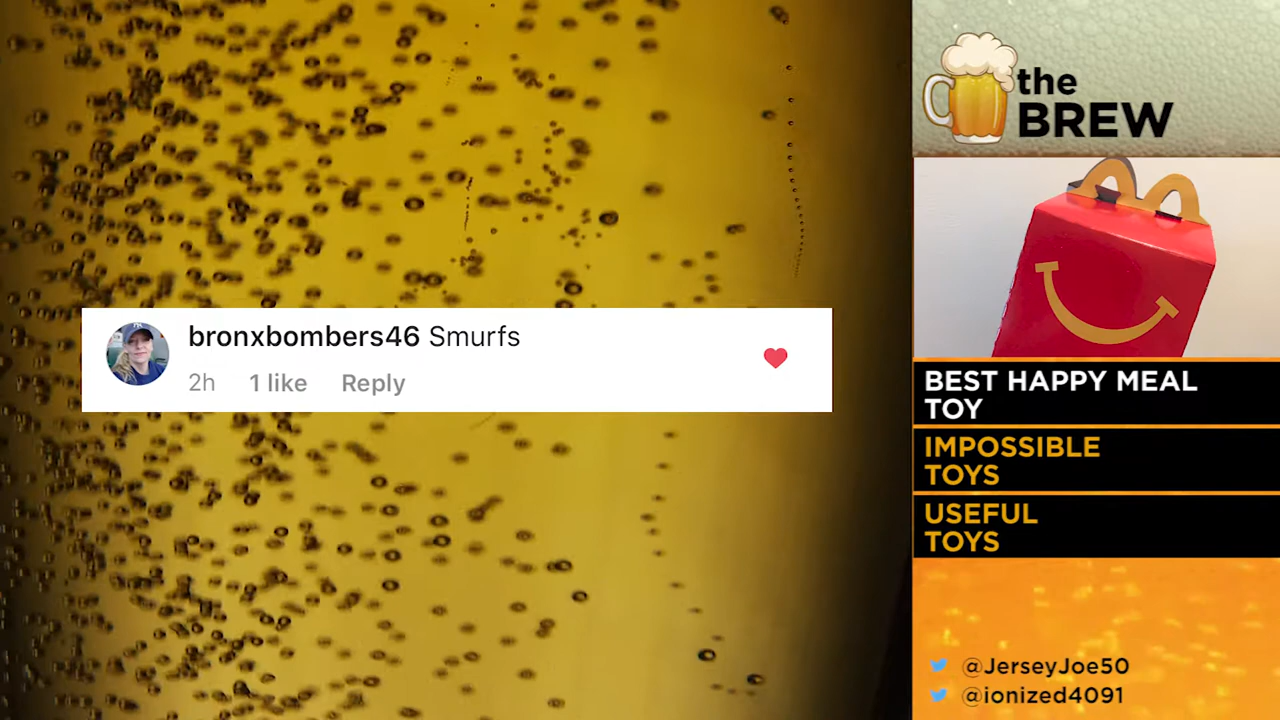 bronxbombers46 Smurfs
2h 1 like Reply
the
BREW
BEST HAPPY MEAL
TOY
IMPOSSIBLE
TOYS
USEFUL
TOYS
@JerseyJoe50
@ionized4091